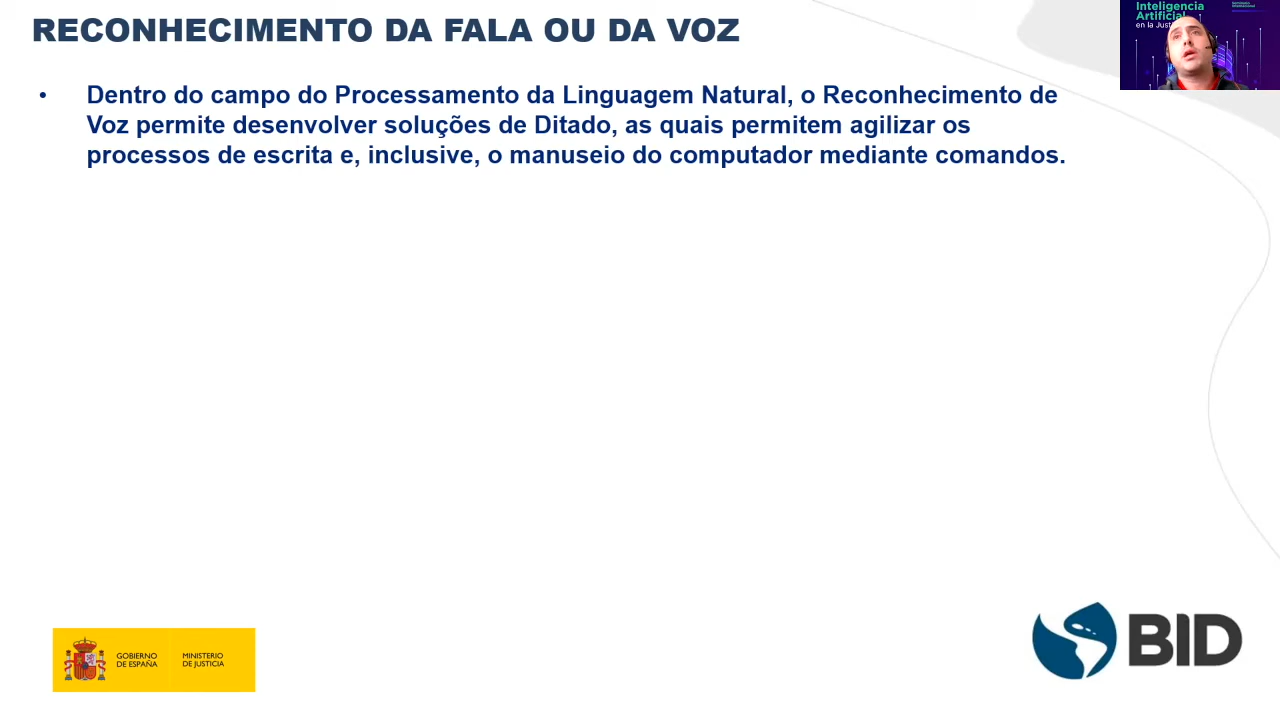 RECONHECIMENTO DA FALA OU DA VOZ
• Dentro do campo do Processamento da Linguagem Natural, o Reconhecimento de
Voz permite desenvolver soluções de Ditado, as quais permitem agilizar os
processos de escrita e, inclusive, o manuseio do computador mediante comandos.
Inteligencia
Artificial
en la Just
GOBIERNO
DE ESPAÑA
MINISTERIO
DE JUSTICIA
BID